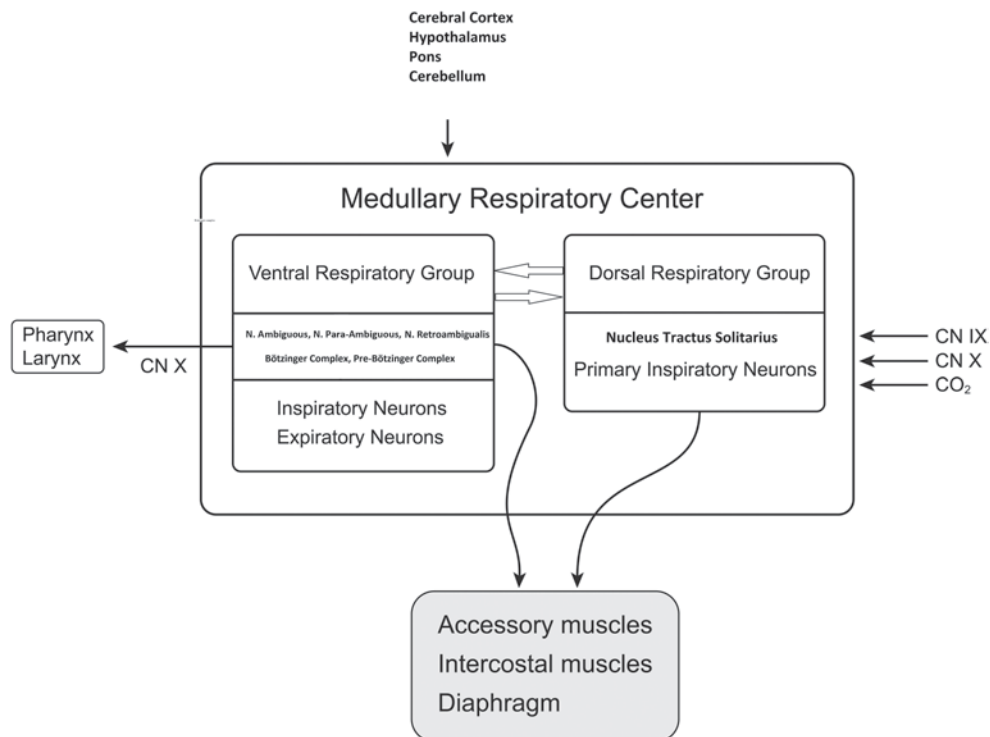 Cerebral Cortex
Hypothalamus
Pons
Cerebellum
Medullary Respiratory Center
Ventral Respiratory Group
Dorsal Respiratory Group
N. Ambiguous, N. Para-Ambiguous, N. Retroambigualis
Bötzinger Complex, Pre-Bötzinger Complex
Inspiratory Neurons
Expiratory Neurons
Nucleus Tractus Solitarius
Primary Inspiratory Neurons
Pharynx
Larynx
CN X
CN IX
CN X
CO₂
Accessory muscles
Intercostal muscles
Diaphragm